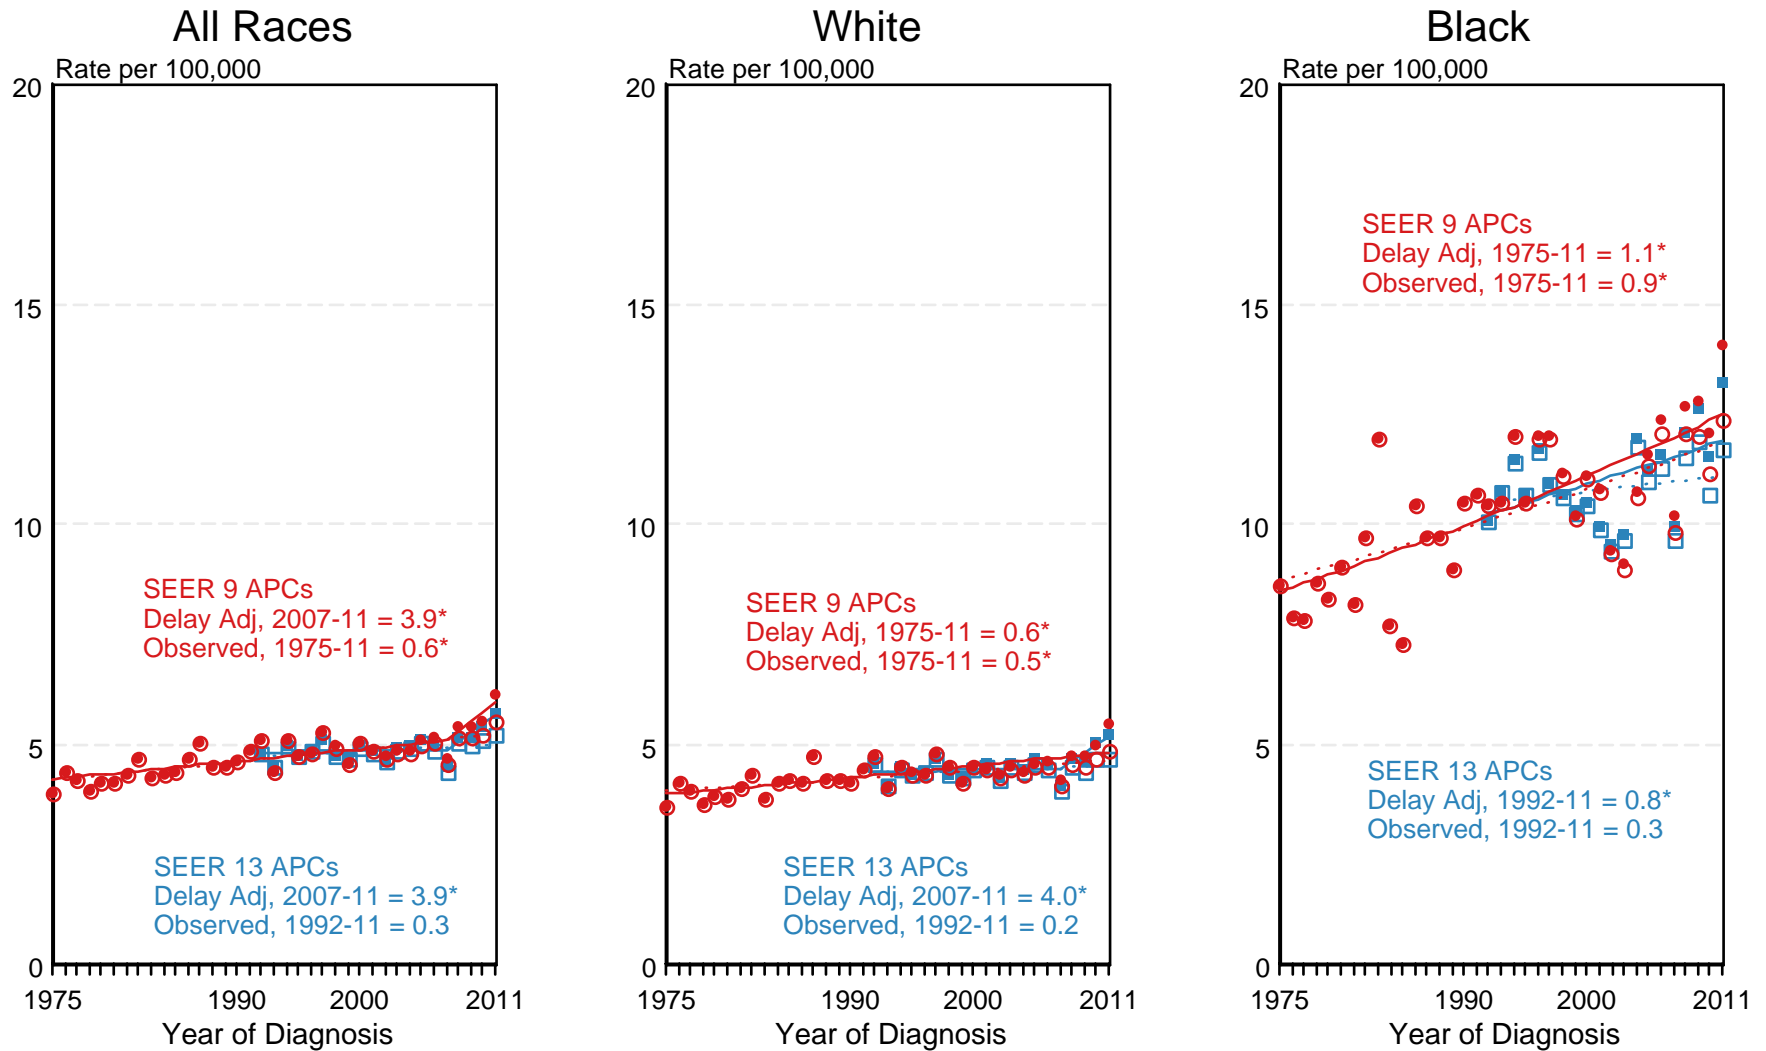 All Races
Rate per 100,000
20
15
10
5
0
SEER 9 APCs
Delay Adj, 2007-11 = 3.9*
Observed, 1975-11 = 0.6*
SEER 13 APCs
Delay Adj, 2007-11 = 3.9*
Observed, 1992-11 = 0.3
1975 1990 2000 2011
Year of Diagnosis
White
Rate per 100,000
20
15
10
5
0
SEER 9 APCs
Delay Adj, 1975-11 = 0.6*
Observed, 1975-11 = 0.5*
SEER 13 APCs
Delay Adj, 2007-11 = 4.0*
Observed, 1992-11 = 0.2
1975 1990 2000 2011
Year of Diagnosis
Black
Rate per 100,000
20
15
10
5
0
SEER 9 APCs
Delay Adj, 1975-11 = 1.1*
Observed, 1975-11 = 0.9*
SEER 13 APCs
Delay Adj, 1992-11 = 0.8*
Observed, 1992-11 = 0.3
1975 1990 2000 2011
Year of Diagnosis